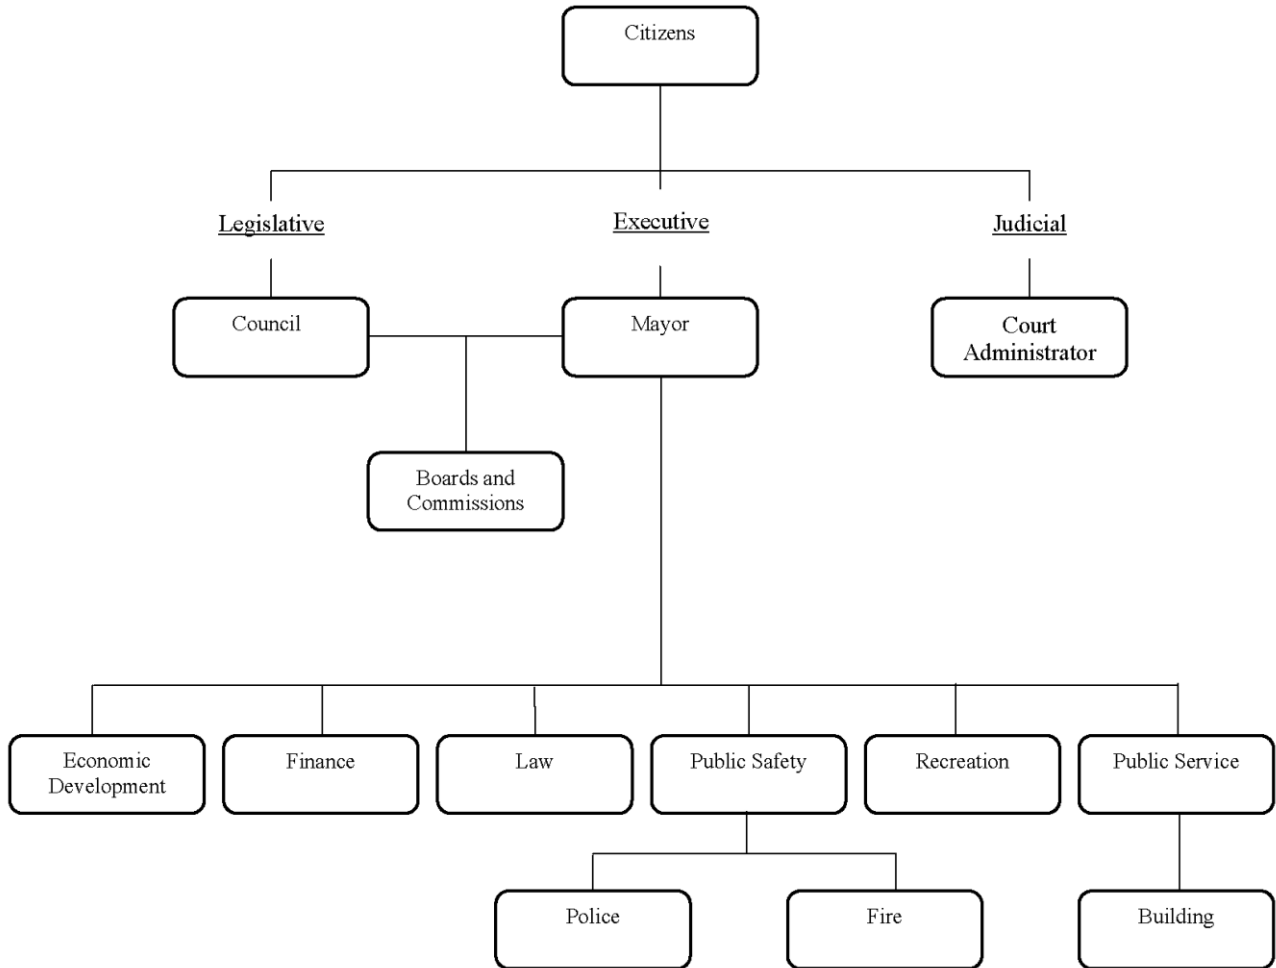 Citizens
Legislative
Executive
Judicial
Council
Mayor
Court
Administrator
Boards and
Commissions
Economic
Development
Finance
Law
Public Safety
Recreation
Public Service
Police
Fire
Building